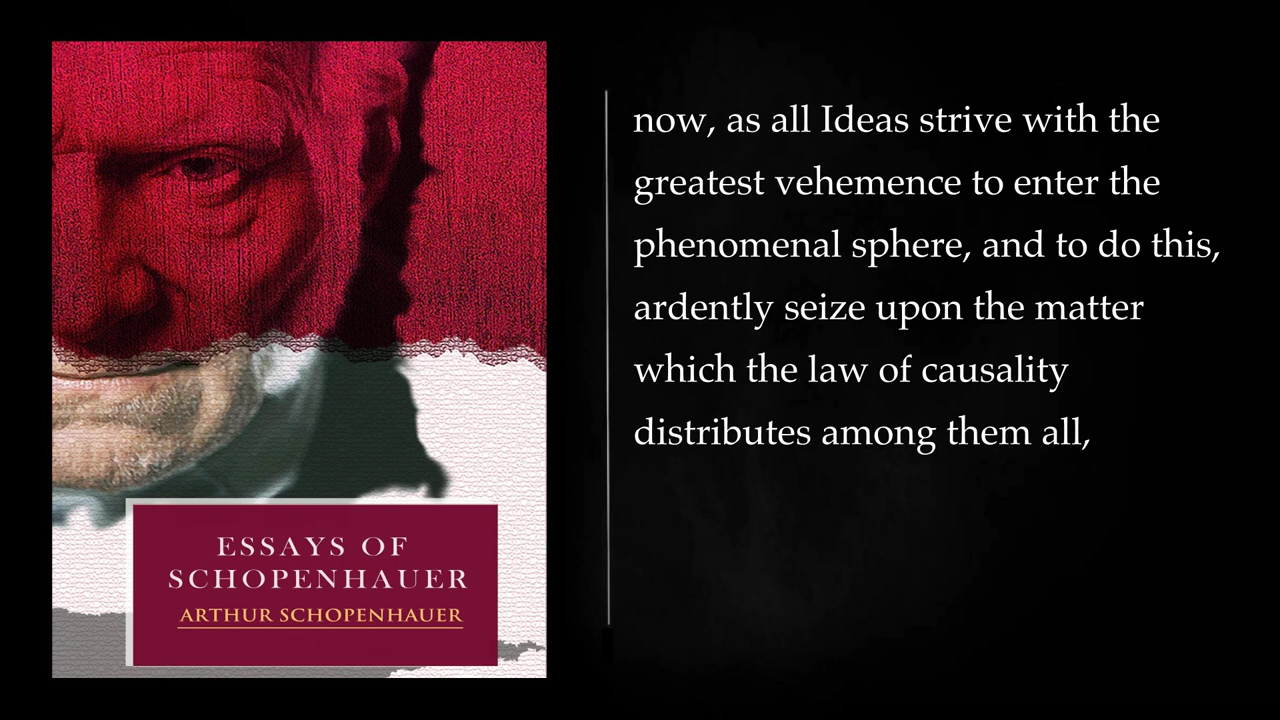 ESSAYS OF
SCHOPENHAUER
ARTHUR SCHOPENHAUER
now, as all Ideas strive with the
greatest vehemence to enter the
phenomenal sphere, and to do this,
ardently seize upon the matter
which the law of causality
distributes among them all,